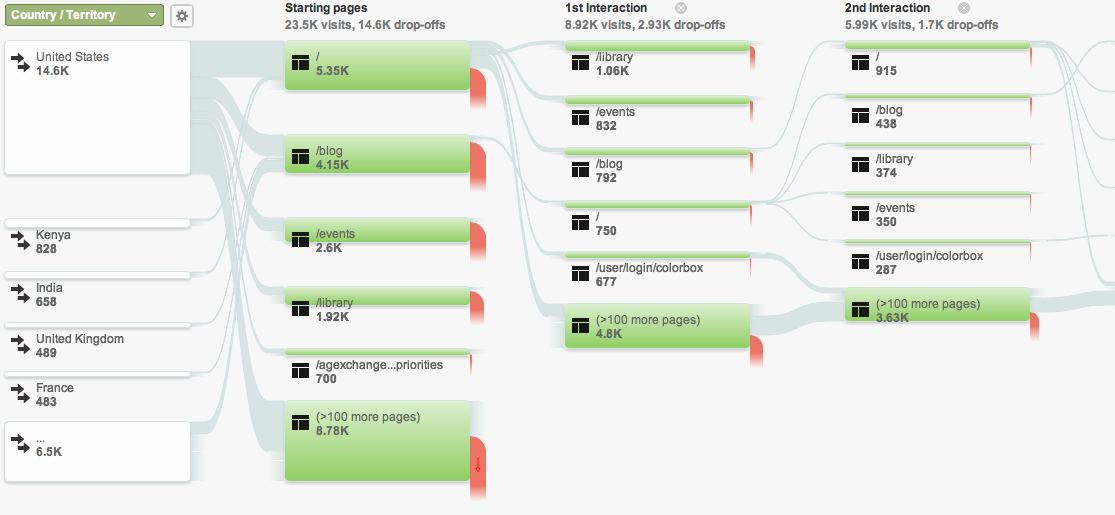 Country / Territory
United States
14.6K
Kenya
828
India
658
United Kingdom
489
France
483
...
6.5K
Starting pages
23.5K visits, 14.6K drop-offs
/
5.35K
/blog
4.15K
/events
2.6K
/library
1.92K
/agexchange...priorities
700
(>100 more pages)
8.78K
1st Interaction
8.92K visits, 2.93K drop-offs
/library
1.06K
/events
832
/blog
792
/
750
/user/login/colorbox
677
(>100 more pages)
4.8K
2nd Interaction
5.99K visits, 1.7K drop-offs
/
915
/blog
438
/library
374
/events
350
/user/login/colorbox
287
(>100 more pages)
3.63K